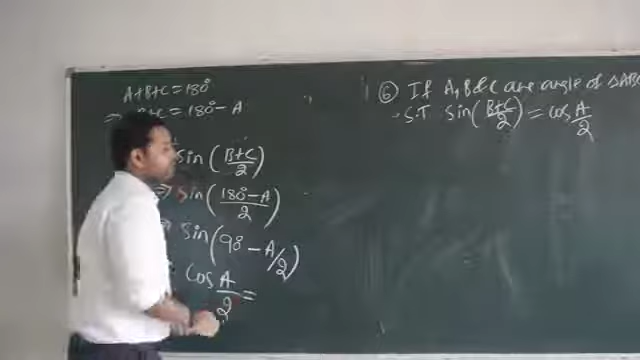 A+B+C = 180°
⇒ B+C = 180° - A
Sin (B+C/2)
⇒ Sin (180° - A/2)
Sin (90° - A/2)
Cos A/2 =
⑥ If A, B & C are angle of ΔABC
S.T Sin (B+C/2) = Cos A/2